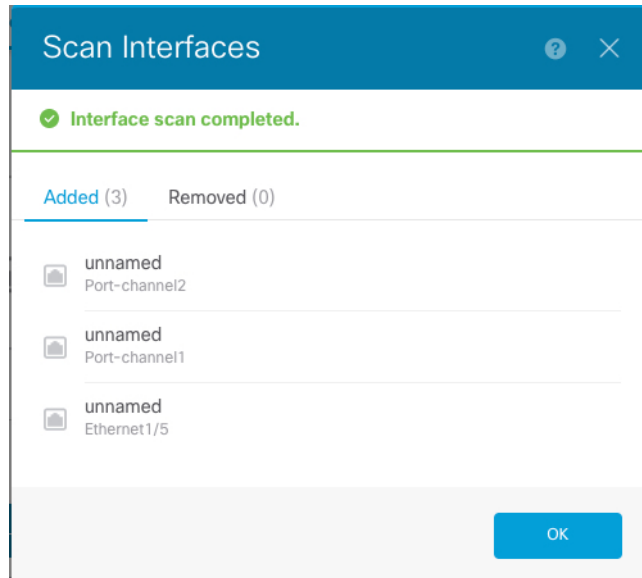 Scan Interfaces
Interface scan completed.
Added (3) Removed (0)
unnamed
Port-channel2
unnamed
Port-channel1
unnamed
Ethernet1/5
OK